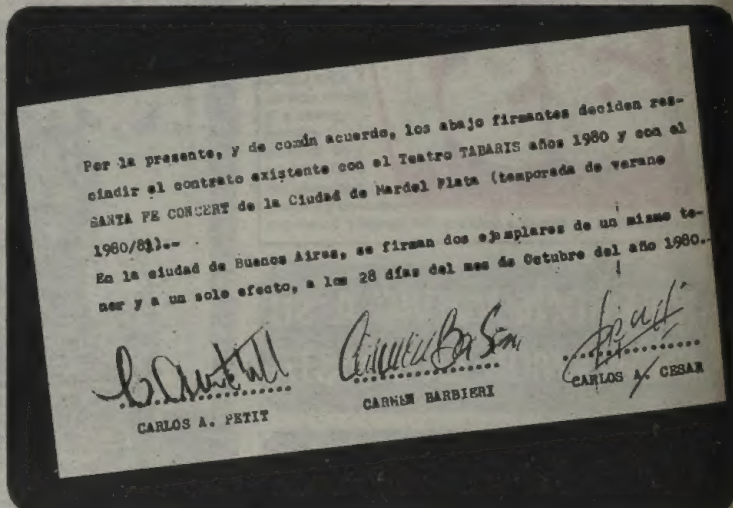 Por la presente, y de común acuerdo, los abajo firmantes deciden res-
cindir el contrato existente con el Teatro TABARIS años 1980 y con el
SANTA FE CONCERT de la Ciudad de Mardel Plata (temporada de verano
1980/81).-
En la ciudad de Buenos Aires, se firman dos ejemplares de un mismo te-
nor y a un solo efecto, a los 28 días del mes de Octubre del año 1980.-
CARLOS A. PETIT
CARMEN BARBIERI
CARLOS A. CESAR